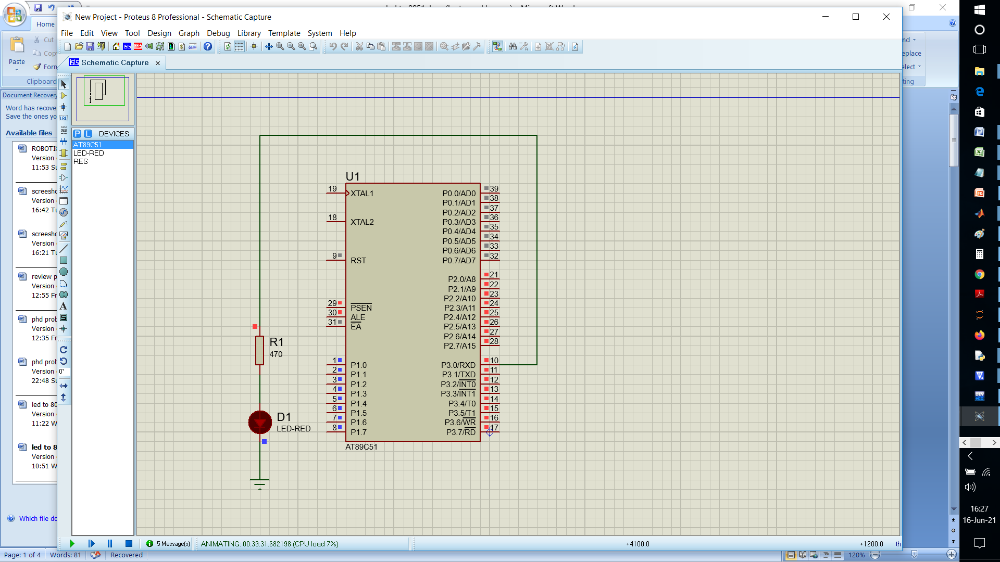 New Project - Proteus 8 Professional - Schematic Capture
File Edit View Tool Design Graph Debug Library Template System Help
Home
Cut
Paste
Clipboard
Schematic Capture
Document Recovery
Word has recove
Save the ones yo
Available files
ROBOTIC
Version
11:53 Su
screesho
Version
16:42 Tu
screesho
Version
16:21 Tu
review p
Version
12:55 Fr
phd prob
Version
12:35 Fr
phd prob
Version
22:48 Su
led to 80
Version
11:22 W
led to 8
Version
10:51 W
Which file do
P L DEVICES
AT89C51
LED-RED
RES
LBL
A
0°
U1
19 XTAL1
18 XTAL2
9 RST
29 PSEN
30 ALE
31 EA
1 P1.0
2 P1.1
3 P1.2
4 P1.3
5 P1.4
6 P1.5
7 P1.6
8 P1.7
P0.0/AD0 39
P0.1/AD1 38
P0.2/AD2 37
P0.3/AD3 36
P0.4/AD4 35
P0.5/AD5 34
P0.6/AD6 33
P0.7/AD7 32
P2.0/A8 21
P2.1/A9 22
P2.2/A10 23
P2.3/A11 24
P2.4/A12 25
P2.5/A13 26
P2.6/A14 27
P2.7/A15 28
P3.0/RXD 10
P3.1/TXD 11
P3.2/INT0 12
P3.3/INT1 13
P3.4/T0 14
P3.5/T1 15
P3.6/WR 16
P3.7/RD 17
AT89C51
R1
470
D1
LED-RED
5 Message(s) ANIMATING: 00:39:31.682198 (CPU load 7%) +4100.0 +1200.0 th
Page: 1 of 4 Words: 81 Recovered 120%
16:27
16-Jun-21